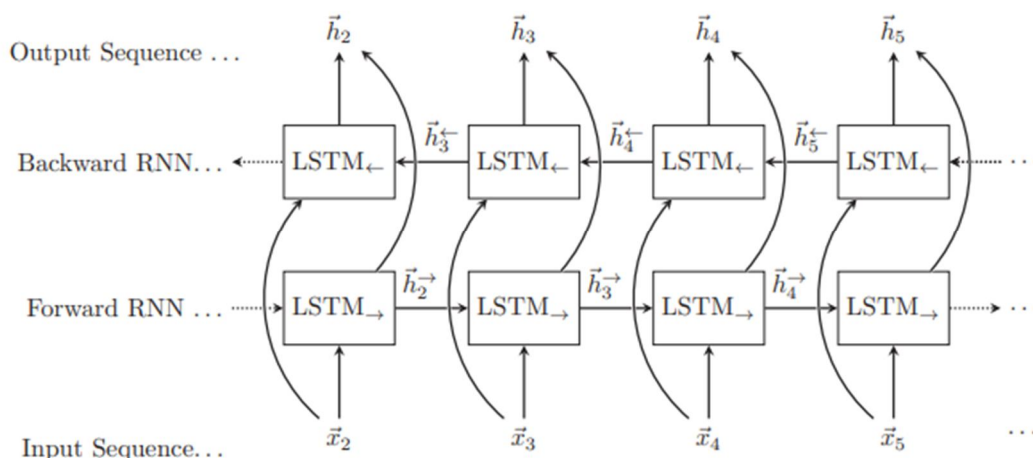 Output Sequence ... h⃗₂ h⃗₃ h⃗₄ h⃗₅
Backward RNN... LSTM← h⃗₃← LSTM← h⃗₄← LSTM← h⃗₅← LSTM← ...
Forward RNN ... LSTM→ h⃗₂→ LSTM→ h⃗₃→ LSTM→ h⃗₄→ LSTM→ ...
Input Sequence... x⃗₂ x⃗₃ x⃗₄ x⃗₅ ...